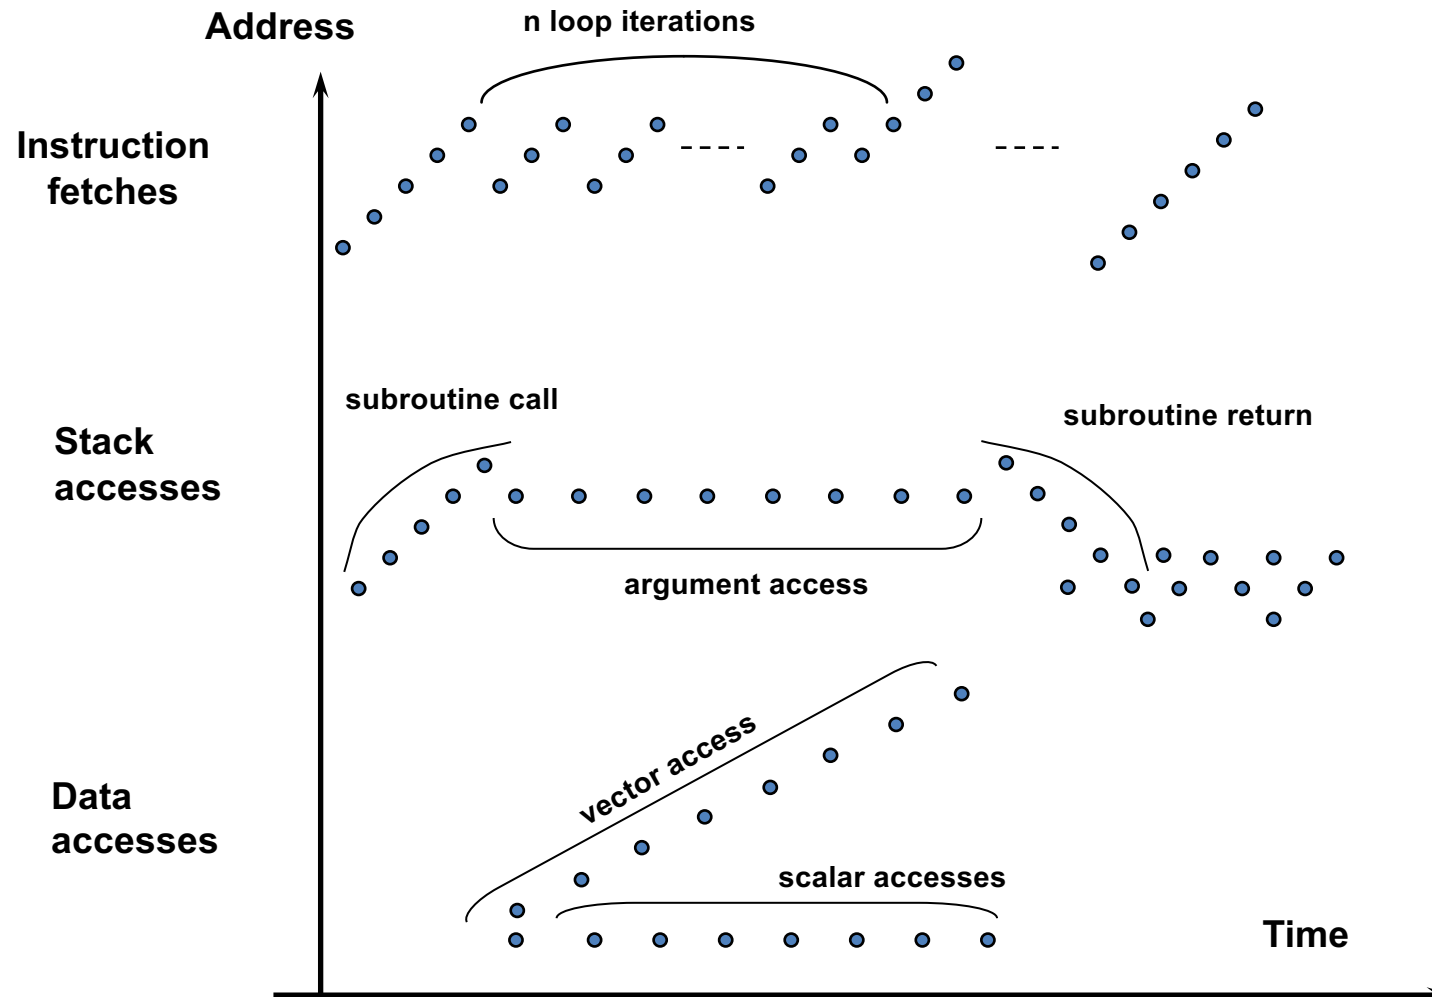 Address
n loop iterations
Instruction
fetches
subroutine call
subroutine return
Stack
accesses
argument access
vector access
Data
accesses
scalar accesses
Time